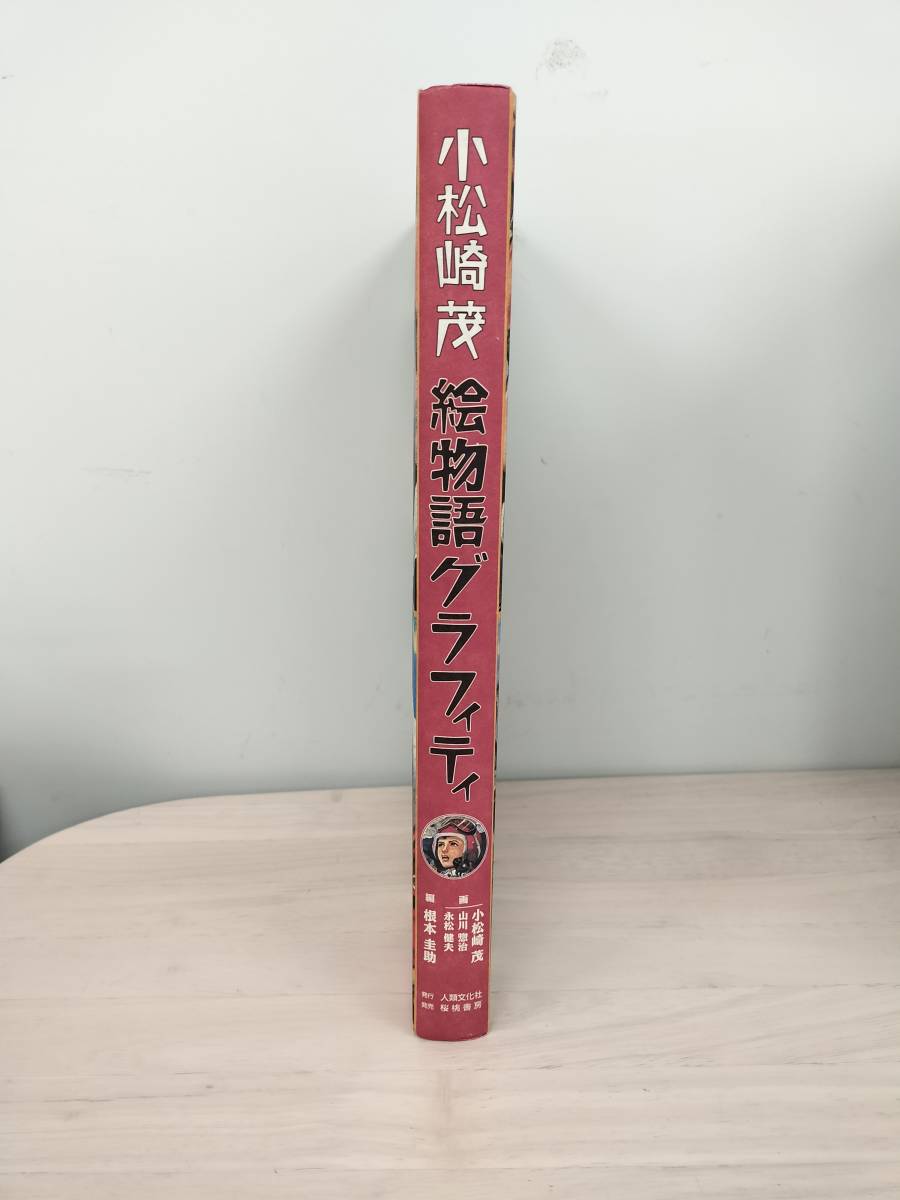 小松崎茂
絵物語グラフィティ
画
小松崎 茂
山川 惣治
永松 健夫
編
根本 圭助
発行 人類文化社
発売 桜桃書房